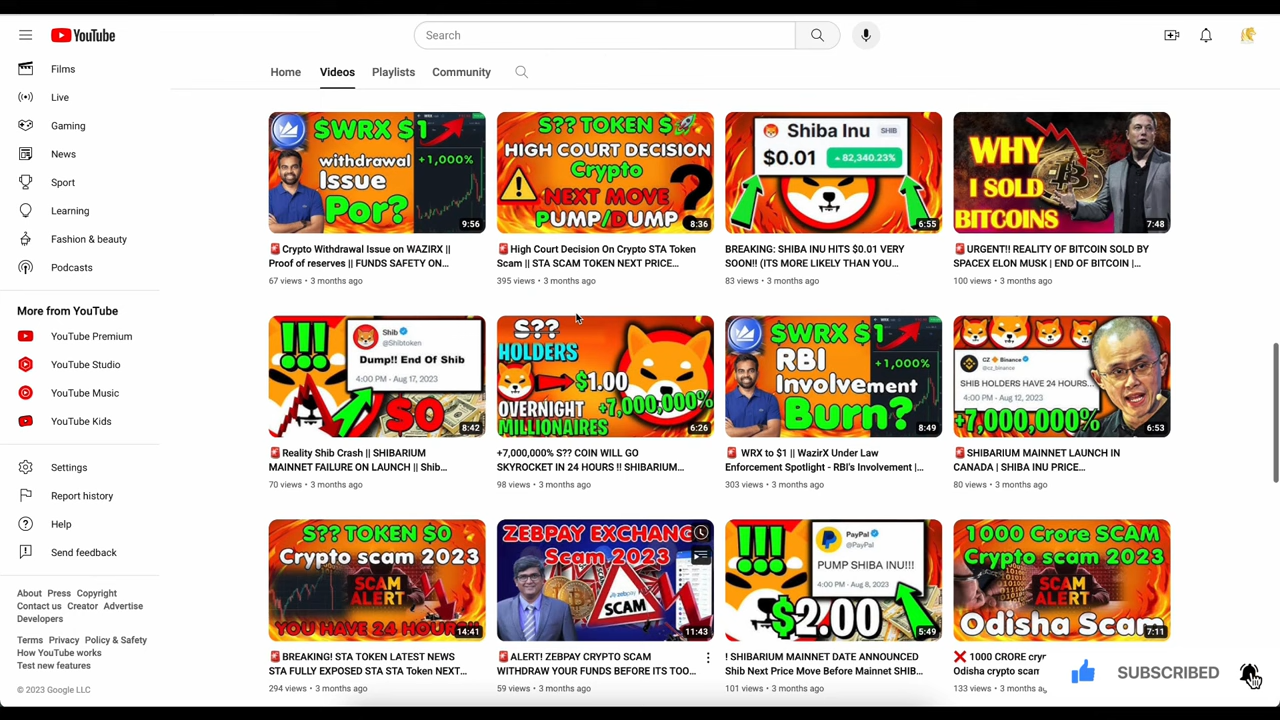 YouTube
Search
Home Videos Playlists Community
Films
Live
Gaming
News
Sport
Learning
Fashion & beauty
Podcasts
More from YouTube
YouTube Premium
YouTube Studio
YouTube Music
YouTube Kids
Settings
Report history
Help
Send feedback
About Press Copyright
Contact us Creator Advertise
Developers
Terms Privacy Policy & Safety
How YouTube works
Test new features
© 2023 Google LLC
$WRX $1
withdrawal
Issue
Por?
+1,000%
9:56
🚨Crypto Withdrawal Issue on WAZIRX ||
Proof of reserves || FUNDS SAFETY ON...
67 views • 3 months ago
S?? TOKEN $
HIGH COURT DECISION
Crypto
NEXT MOVE
PUMP/DUMP
?
8:36
🚨High Court Decision On Crypto STA Token
Scam || STA SCAM TOKEN NEXT PRICE...
395 views • 3 months ago
Shiba Inu SHIB
$0.01 82,340.23%
6:55
BREAKING: SHIBA INU HITS $0.01 VERY
SOON!! (ITS MORE LIKELY THAN YOU...
83 views • 3 months ago
WHY
I SOLD
BITCOINS
7:48
🚨URGENT!! REALITY OF BITCOIN SOLD BY
SPACEX ELON MUSK | END OF BITCOIN |...
100 views • 3 months ago
!!!
Shib
@Shibtoken
Dump!! End Of Shib
4:00 PM - Aug 17, 2023
$0
8:42
🚨Reality Shib Crash || SHIBARIUM
MAINNET FAILURE ON LAUNCH || Shib...
70 views • 3 months ago
S??
HOLDERS
$1.00
+7,000,000%
OVERNIGHT
MILLIONAIRES
6:26
+7,000,000% S?? COIN WILL GO
SKYROCKET IN 24 HOURS !! SHIBARIUM...
98 views • 3 months ago
$WRX $1
RBI
Involvement
Burn?
+1,000%
8:49
🚨 WRX to $1 || WazirX Under Law
Enforcement Spotlight - RBI's Involvement |...
303 views • 3 months ago
CZ Binance
@cz_binance
SHIB HOLDERS HAVE 24 HOURS...
4:00 PM - Aug 12, 2023
+7,000,000%
6:53
🚨SHIBARIUM MAINNET LAUNCH IN
CANADA | SHIBA INU PRICE...
80 views • 3 months ago
S?? TOKEN $0
Crypto scam 2023
SCAM
ALERT
YOU HAVE 24 HOURS
14:41
🚨BREAKING! STA TOKEN LATEST NEWS
STA FULLY EXPOSED STA STA Token NEXT...
294 views • 3 months ago
ZEBPAY EXCHANG
Scam 2023
zebpay
SCAM
11:43
🚨ALERT! ZEBPAY CRYPTO SCAM
WITHDRAW YOUR FUNDS BEFORE ITS TOO...
59 views • 3 months ago
!!!
PayPal
@PayPal
PUMP SHIBA INU!!!
4:00 PM - Aug 8, 2023
$2.00
5:49
! SHIBARIUM MAINNET DATE ANNOUNCED
Shib Next Price Move Before Mainnet SHIB...
101 views • 3 months ago
1000 Crore SCAM
Crypto scam 2023
SCAM
ALERT
Odisha Scam
7:11
❌ 1000 CRORE cryp
Odisha crypto scam
133 views • 3 months
SUBSCRIBED